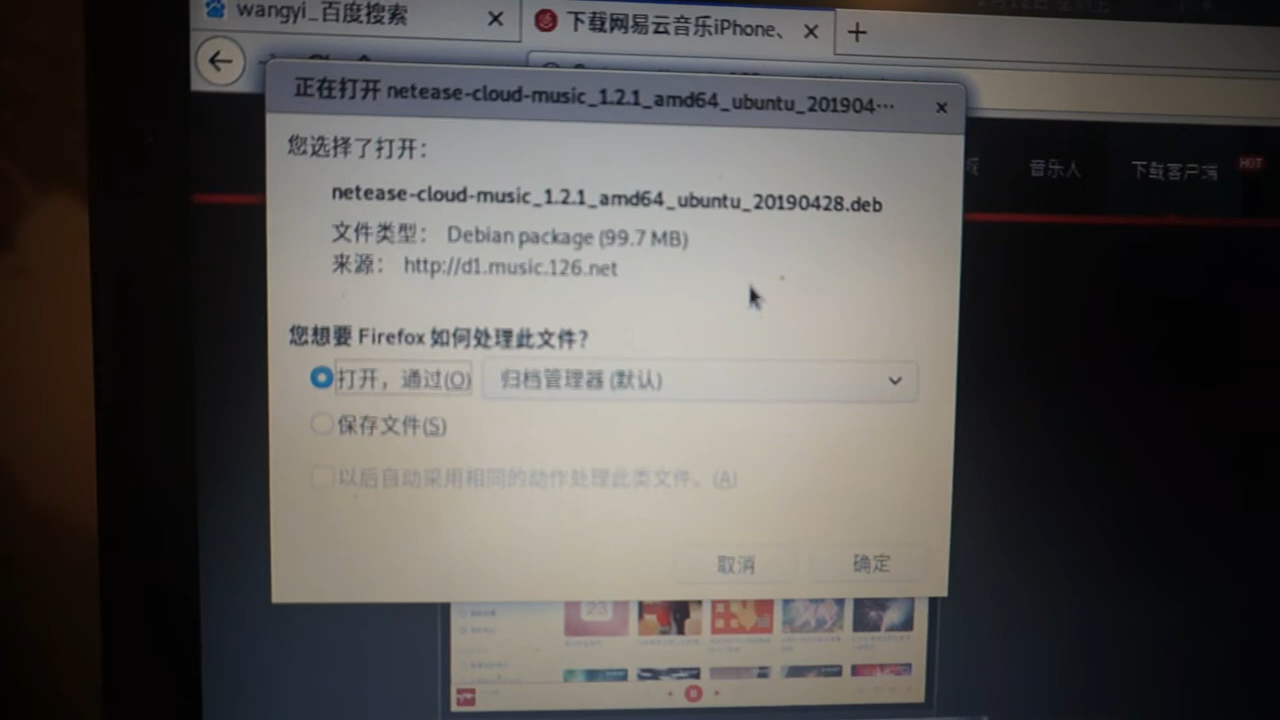 wangyi_百度搜索
下载网易云音乐iPhone、
正在打开 netease-cloud-music_1.2.1_amd64_ubuntu_201904…
您选择了打开：
音乐人
下载客户端
HOT
netease-cloud-music_1.2.1_amd64_ubuntu_20190428.deb
文件类型： Debian package (99.7 MB)
来源： http://d1.music.126.net
您想要 Firefox 如何处理此文件？
打开，通过(O)
归档管理器 (默认)
保存文件(S)
以后自动采用相同的动作处理此类文件。(A)
取消
确定
23